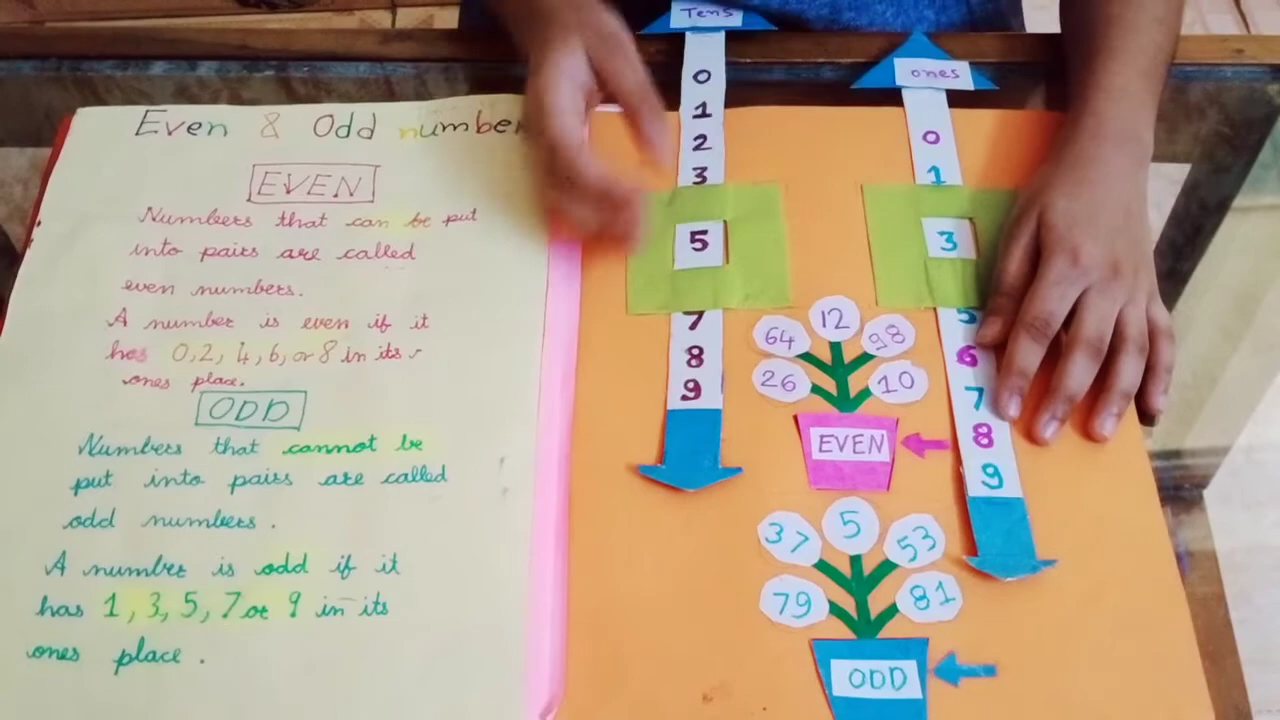 Even & Odd number
EVEN
Numbers that can be put
into pairs are called
even numbers.
A number is even if it
has 0,2,4,6, or 8 in its
ones place.
ODD
Numbers that cannot be
put into pairs are called
odd numbers.
A number is odd if it
has 1, 3, 5, 7 or 9 in its
ones place.
Tens
0
1
2
3
5
7
8
9
ones
0
1
3
5
6
7
8
9
64
12
98
26
10
EVEN
37
5
53
79
81
ODD